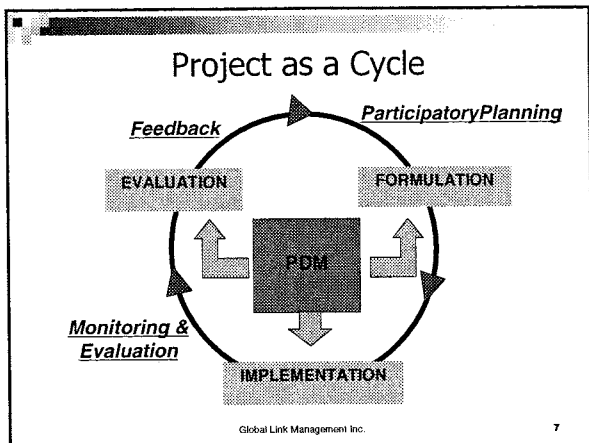 Project as a Cycle
Feedback
ParticipatoryPlanning
EVALUATION
FORMULATION
PDM
Monitoring &
Evaluation
IMPLEMENTATION
Global Link Management Inc.
7